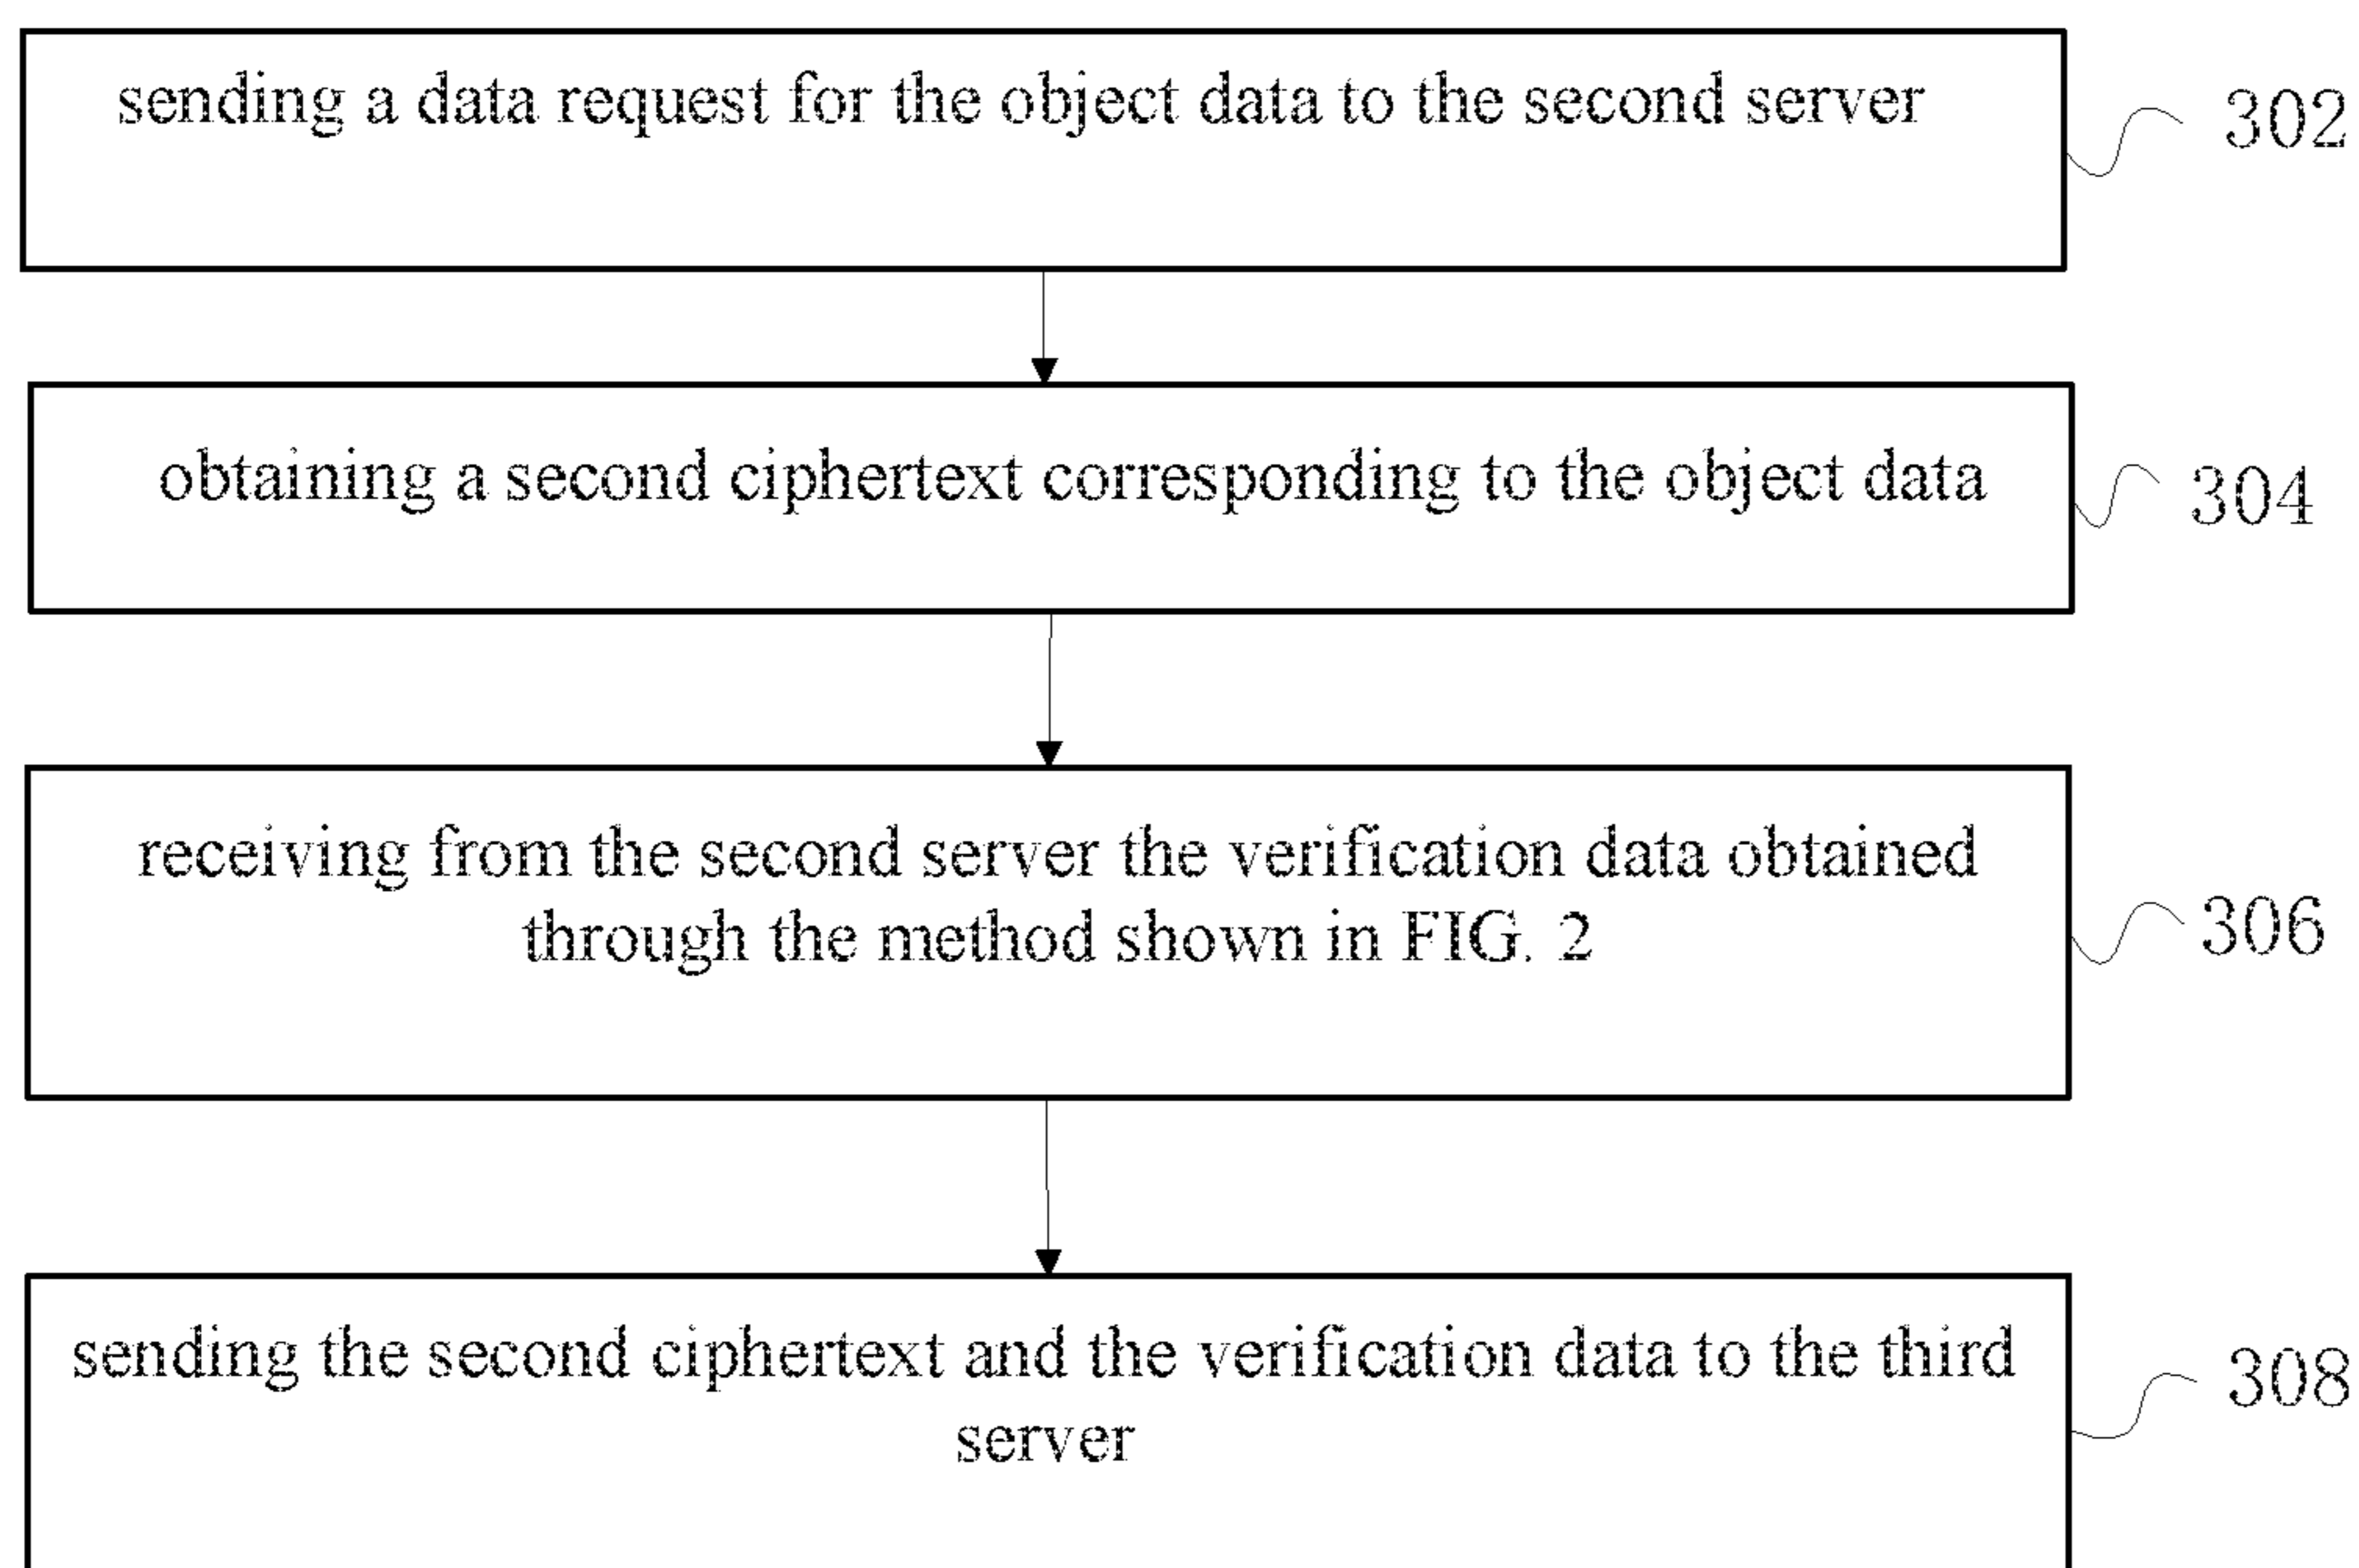 sending a data request for the object data to the second server
302
obtaining a second ciphertext corresponding to the object data
304
receiving from the second server the verification data obtained
through the method shown in FIG. 2
306
sending the second ciphertext and the verification data to the third
server
308